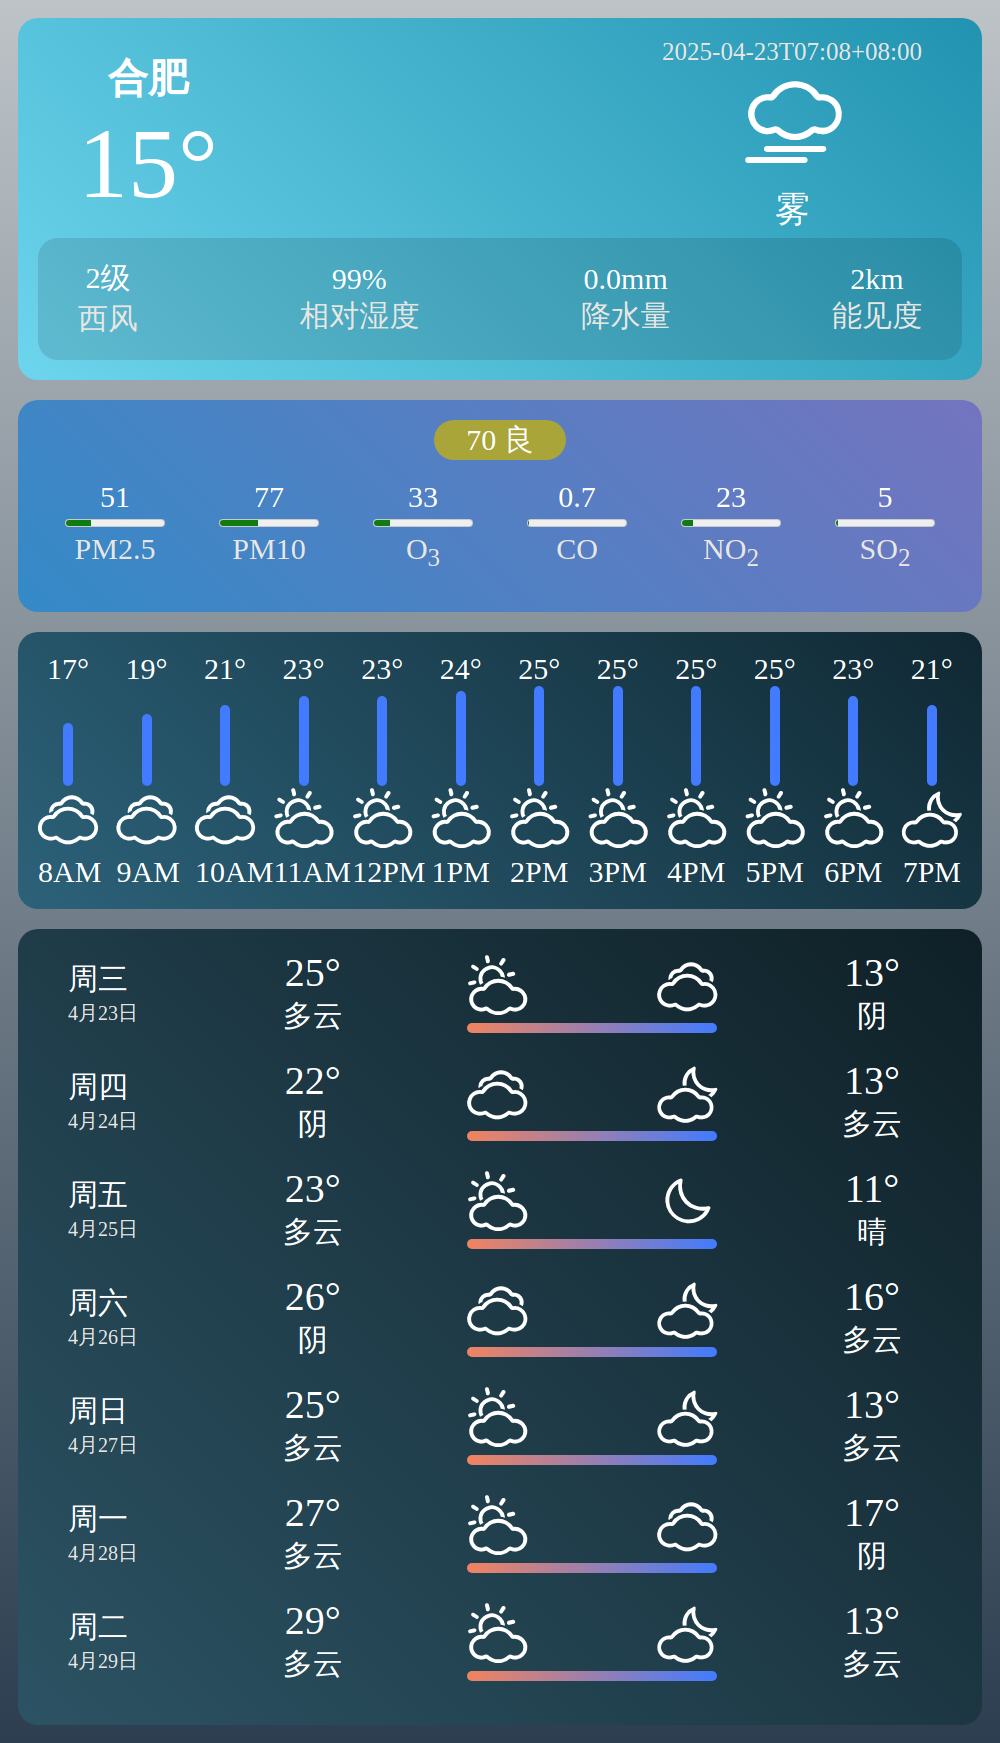 合肥
2025-04-23T07:08+08:00
15°
雾
2级 99% 0.0mm 2km
西风 相对湿度 降水量 能见度
70 良
51 77 33 0.7 23 5
PM2.5 PM10 O3 CO NO2 SO2
17° 19° 21° 23° 23° 24° 25° 25° 25° 25° 23° 21°
8AM 9AM 10AM 11AM 12PM 1PM 2PM 3PM 4PM 5PM 6PM 7PM
周三 25° 13°
4月23日 多云 阴
周四 22° 13°
4月24日 阴 多云
周五 23° 11°
4月25日 多云 晴
周六 26° 16°
4月26日 阴 多云
周日 25° 13°
4月27日 多云 多云
周一 27° 17°
4月28日 多云 阴
周二 29° 13°
4月29日 多云 多云